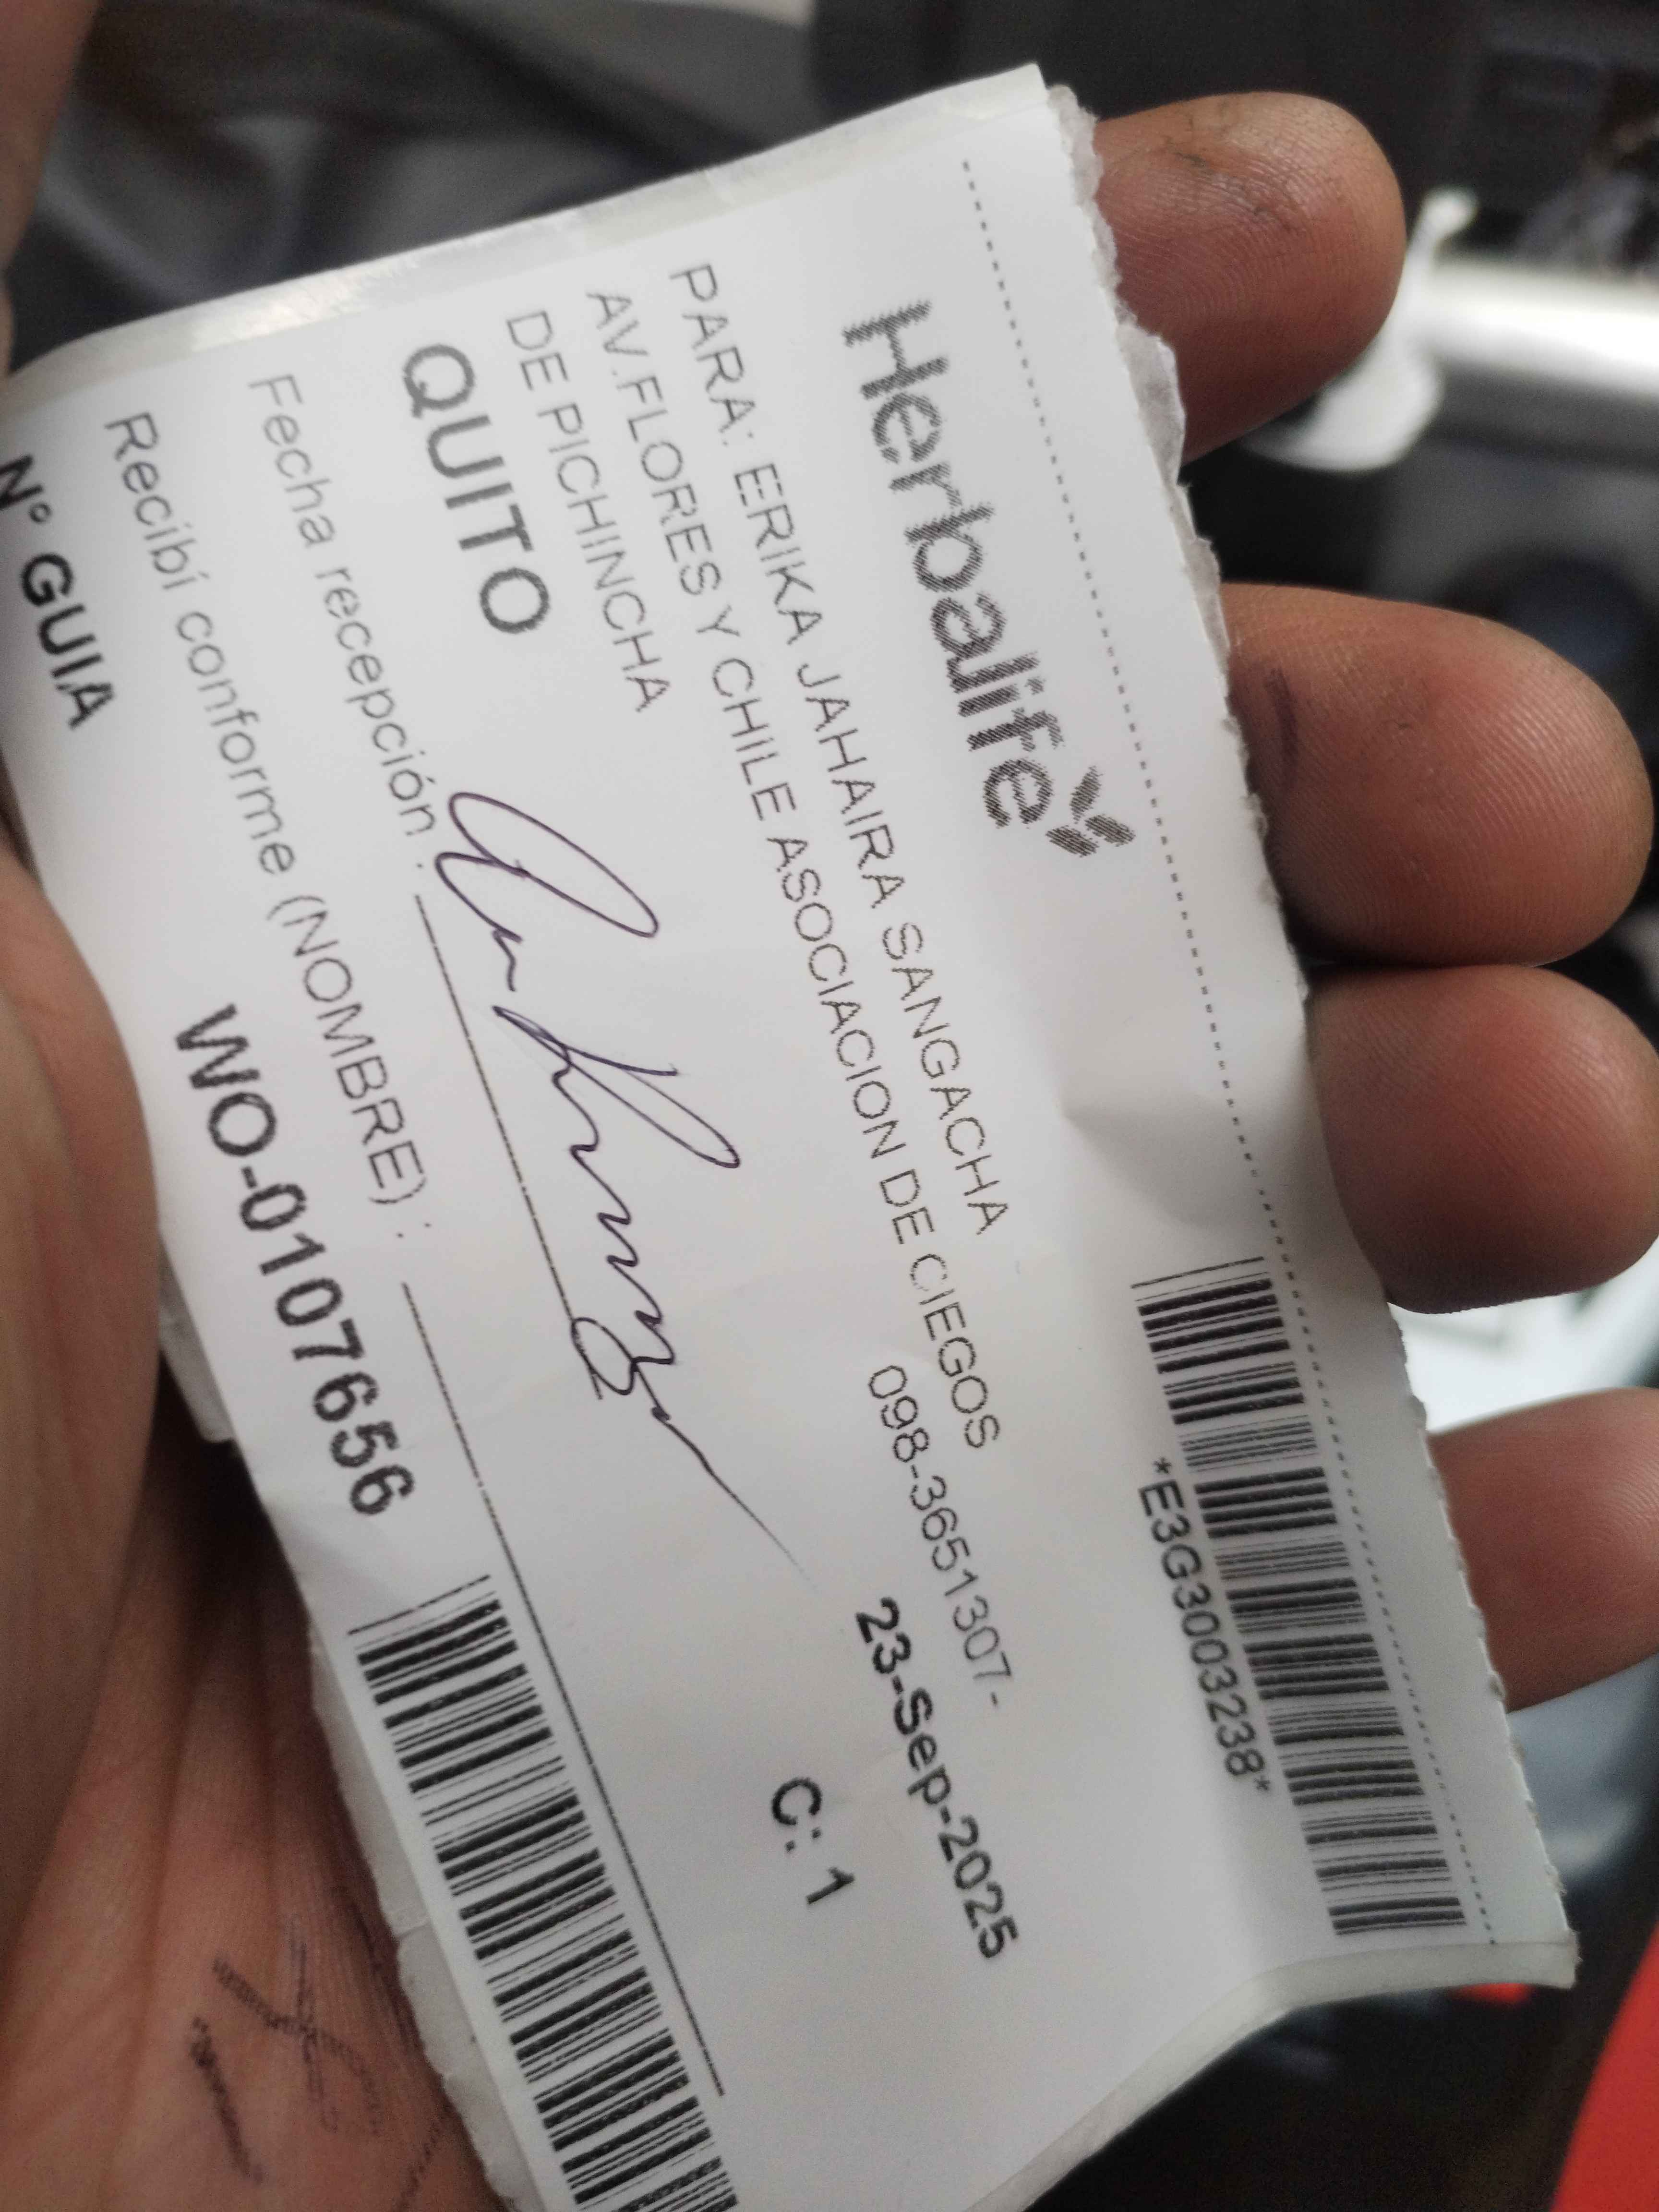 Herbalife
*E3G3003238*
PARA: ERIKA JAHAIRA SANGACHA
098-3651307-
AV.FLORES Y CHILE ASOCIACION DE CIEGOS
DE PICHINCHA
23-Sep-2025
QUITO
C: 1
Fecha recepción :
Recibí conforme (NOMBRE) :
N° GUIA WO-0107656